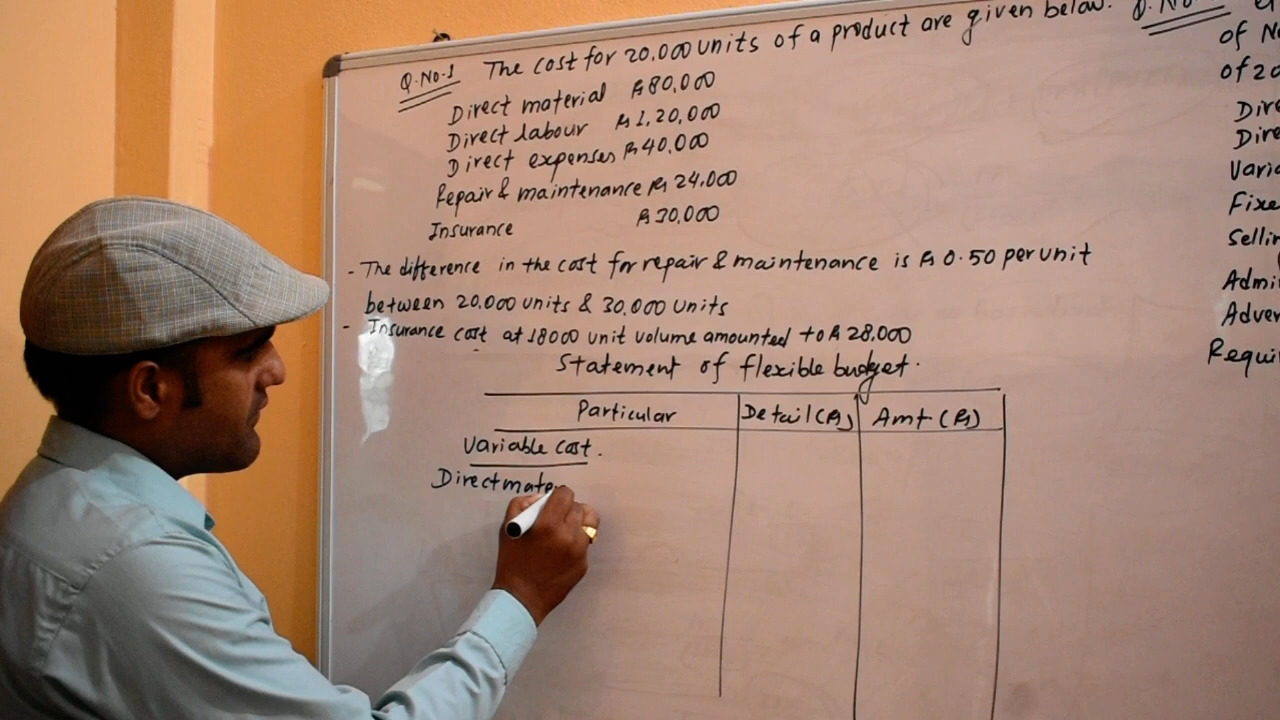 Q.No-1 The cost for 20,000 units of a product are given below.
Direct material Rs 80,000
Direct labour Rs 1,20,000
Direct expenses Rs 40,000
Repair & maintenance Rs 24,000
Insurance Rs 30,000
- The difference in the cost for repair & maintenance is Rs 0.50 per unit
between 20,000 units & 30,000 units
- Insurance cost at 18000 unit volume amounted to Rs 28,000
Statement of flexible budget.
Particular Detail (Rs) Amt (Rs)
Variable cost.
Direct mate
Q.No
of
of 20
Dire
Dire
Varia
Fixe
Sellin
Admi
Adver
Requi